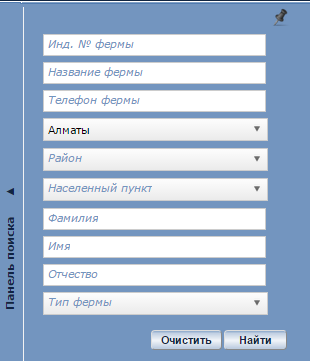 Инд. № фермы
Название фермы
Телефон фермы
Алматы
Район
Населенный пункт
Фамилия
Имя
Отчество
Тип фермы
Очистить
Найти
Панель поиска